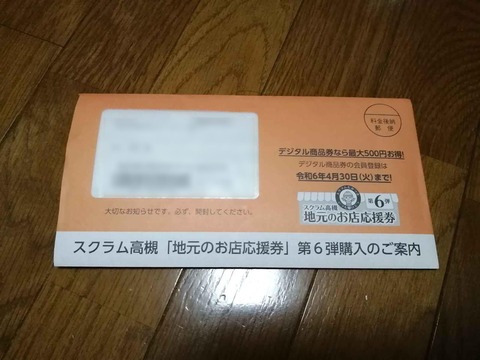 料金後納
郵便
デジタル商品券なら最大500円お得!
デジタル商品券の会員登録は
令和6年4月30日(火)まで!
スクラム高槻
第6弾
地元のお店応援券
大切なお知らせです。必ず、開封してください。
スクラム高槻「地元のお店応援券」第6弾購入のご案内